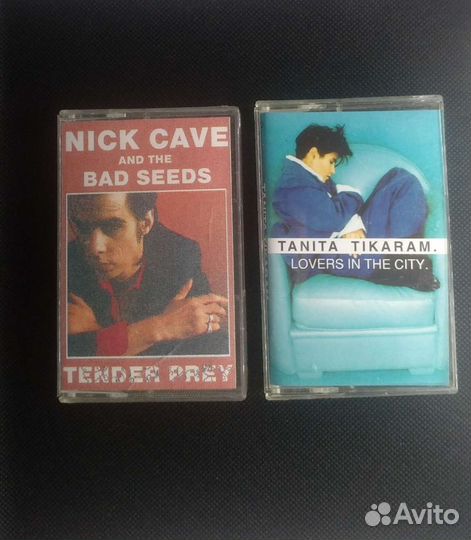 NICK CAVE
AND THE
BAD SEEDS
TENDER PREY
TANITA TIKARAM.
LOVERS IN THE CITY.
Avito